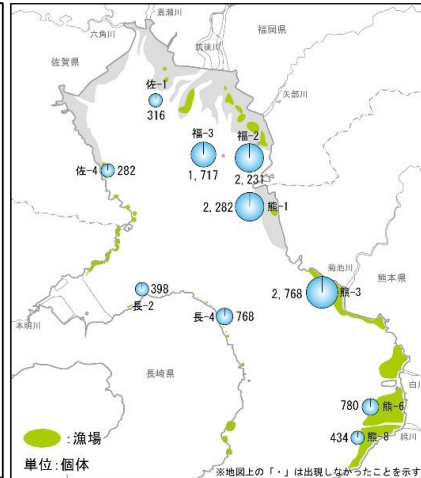 嘉瀬川
六角川
福岡県
佐賀県
筑後川
矢部川
佐-1
316
福-3
福-2
1,717
2,231
佐-4
282
2,282
熊-1
菊池川
熊本県
398
長-2
2,768
熊-3
本明川
長-4
768
長崎県
白川
780
熊-6
434
熊-8
緑川
:漁場
単位:個体
※地図上の「・」は出現しなかったことを示す